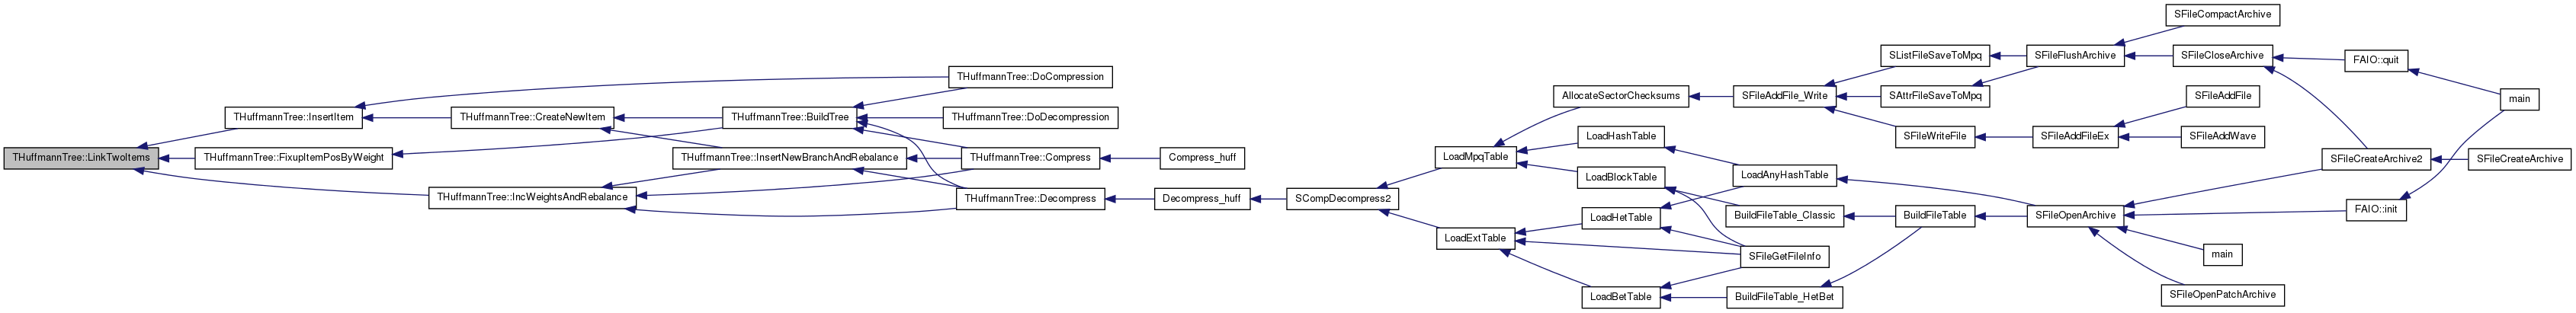 THuffmannTree::LinkTwoItems
THuffmannTree::InsertItem
THuffmannTree::FixupItemPosByWeight
THuffmannTree::IncWeightsAndRebalance
THuffmannTree::CreateNewItem
THuffmannTree::InsertNewBranchAndRebalance
THuffmannTree::BuildTree
THuffmannTree::DoCompression
THuffmannTree::DoDecompression
THuffmannTree::Compress
THuffmannTree::Decompress
Compress_huff
Decompress_huff
SCompDecompress2
LoadMpqTable
LoadExtTable
AllocateSectorChecksums
LoadHashTable
LoadBlockTable
LoadHetTable
LoadBetTable
SFileAddFile_Write
LoadAnyHashTable
BuildFileTable_Classic
SFileGetFileInfo
BuildFileTable_HetBet
SListFileSaveToMpq
SAttrFileSaveToMpq
SFileWriteFile
BuildFileTable
SFileFlushArchive
SFileAddFileEx
SFileOpenArchive
SFileCompactArchive
SFileCloseArchive
SFileAddFile
SFileAddWave
main
SFileOpenPatchArchive
FAIO::quit
SFileCreateArchive2
FAIO::init
main
SFileCreateArchive